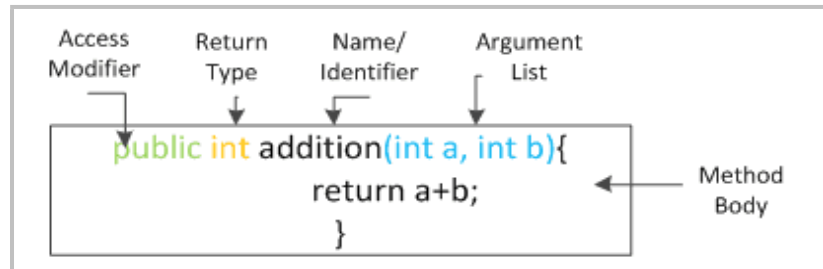 Access Modifier
Return Type
Name/ Identifier
Argument List
public int addition(int a, int b){
return a+b;
}
Method Body